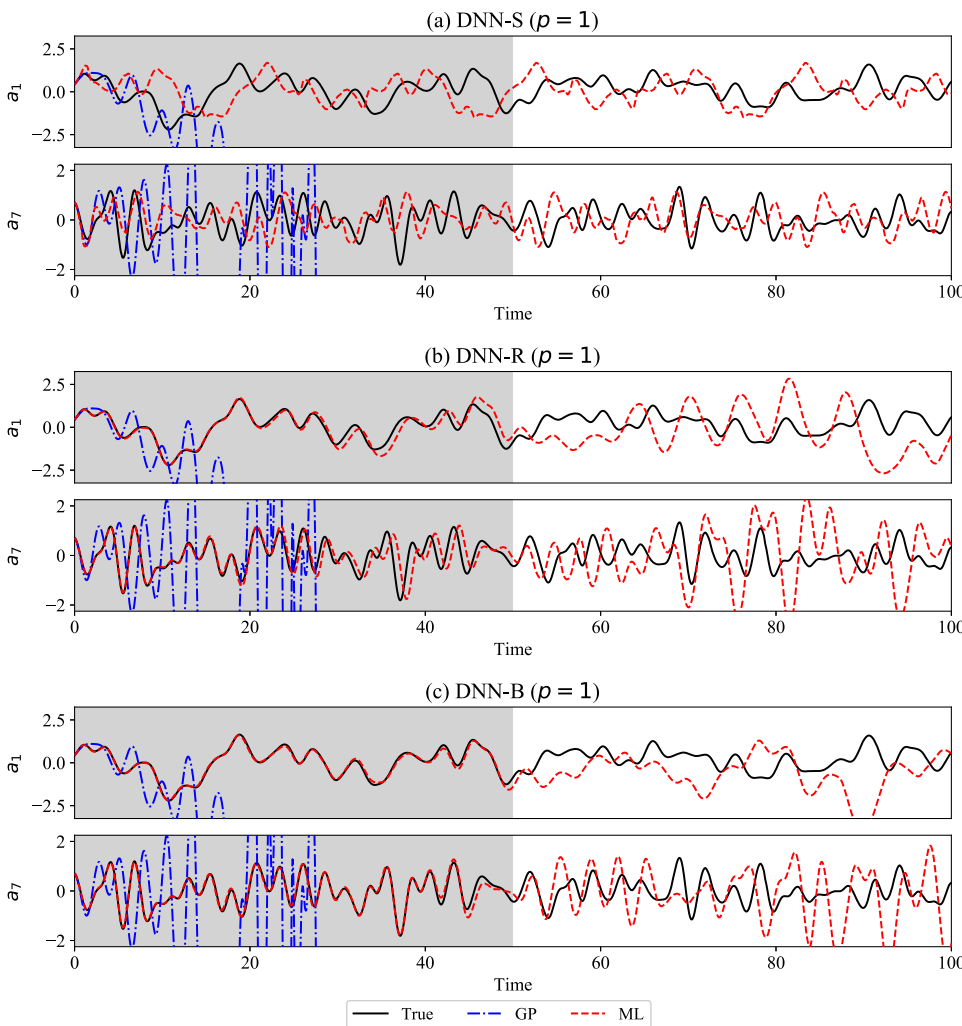 (a) DNN-S (p = 1)
2.5
0.0
−2.5
a₁
2
0
−2
a₇
0 20 40 60 80 100
Time
(b) DNN-R (p = 1)
2.5
0.0
−2.5
a₁
2
0
−2
a₇
0 20 40 60 80 100
Time
(c) DNN-B (p = 1)
2.5
0.0
−2.5
a₁
2
0
−2
a₇
0 20 40 60 80 100
Time
True GP ML